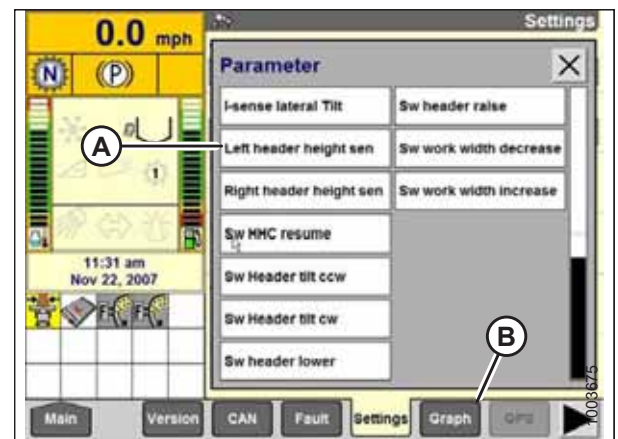 0.0 mph
Settings
N
(P)
Parameter
X
I-sense lateral Tilt
Sw header raise
A
Left header height sen
Sw work width decrease
1
Right header height sen
Sw work width increase
Sw HHC resume
11:31 am
Nov 22, 2007
Sw Header tilt ccw
Sw Header tilt cw
B
Sw header lower
Main
Version
CAN
Fault
Settings
Graph
GPS
1003675